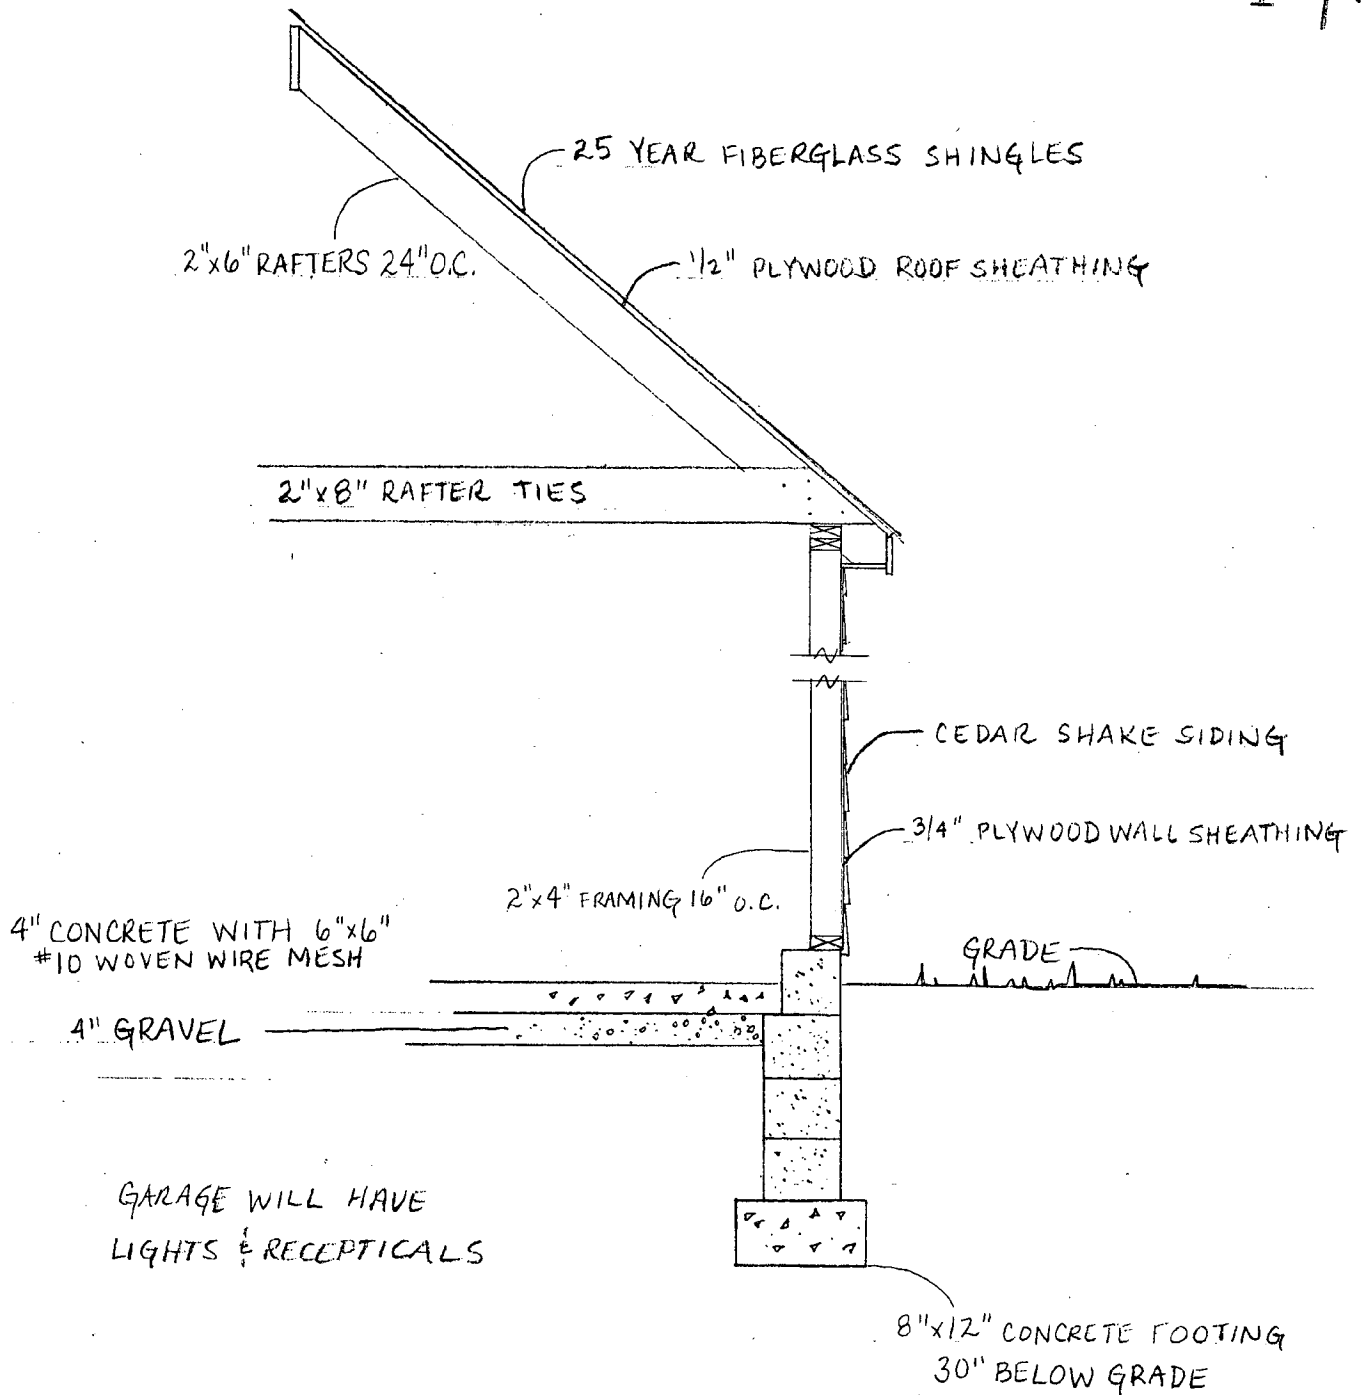 25 YEAR FIBERGLASS SHINGLES
2"x6" RAFTERS 24" O.C.
1/2" PLYWOOD ROOF SHEATHING
2"x8" RAFTER TIES
CEDAR SHAKE SIDING
3/4" PLYWOOD WALL SHEATHING
2"x4" FRAMING 16" O.C.
4" CONCRETE WITH 6"x6"
#10 WOVEN WIRE MESH
GRADE
4" GRAVEL
GARAGE WILL HAVE
LIGHTS & RECEPTICALS
8"x12" CONCRETE FOOTING
30" BELOW GRADE